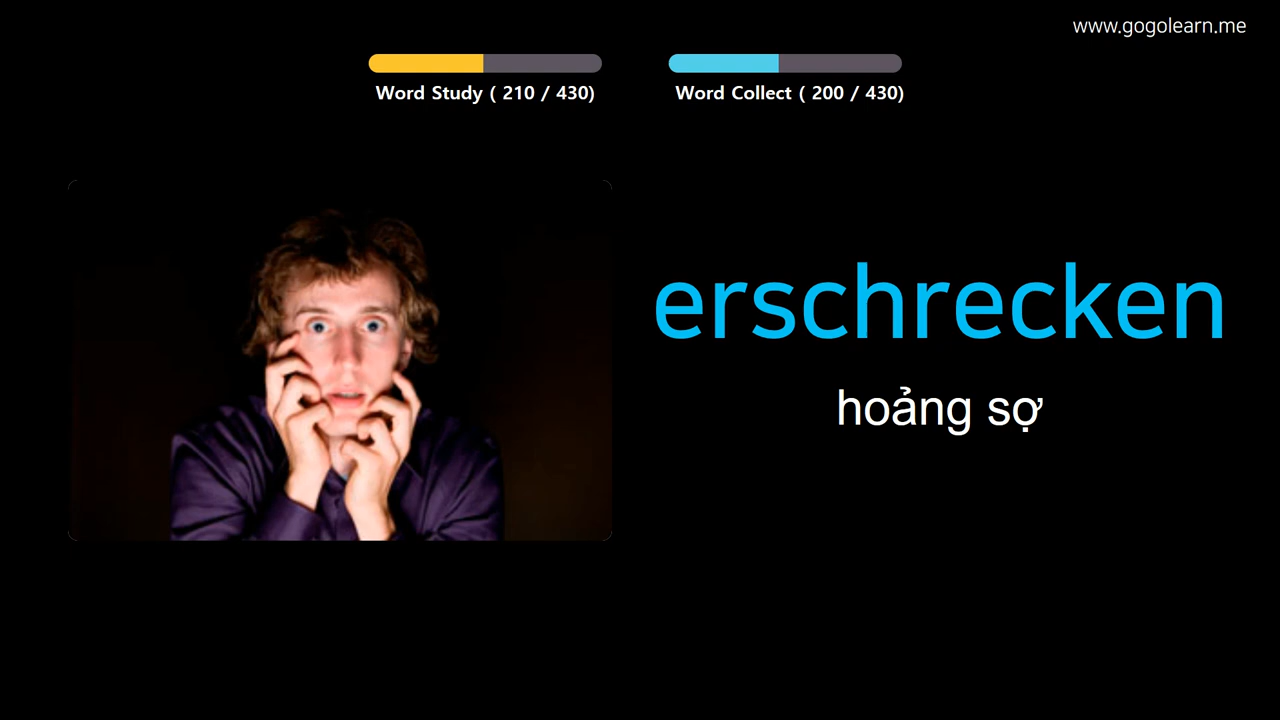 www.gogolearn.me
Word Study ( 210 / 430)
Word Collect ( 200 / 430)
erschrecken
hoảng sợ